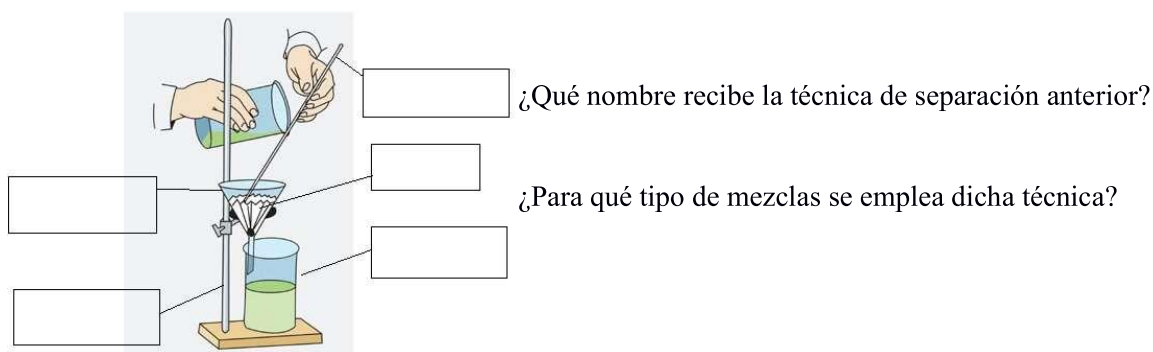 ¿Qué nombre recibe la técnica de separación anterior?
¿Para qué tipo de mezclas se emplea dicha técnica?